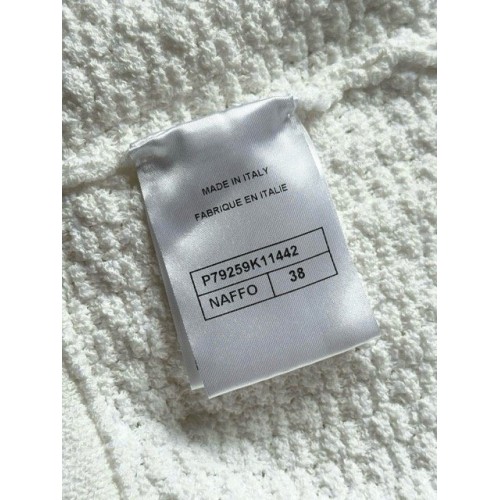 MADE IN ITALY
FABRIQUE EN ITALIE
P79259K11442
NAFFO 38